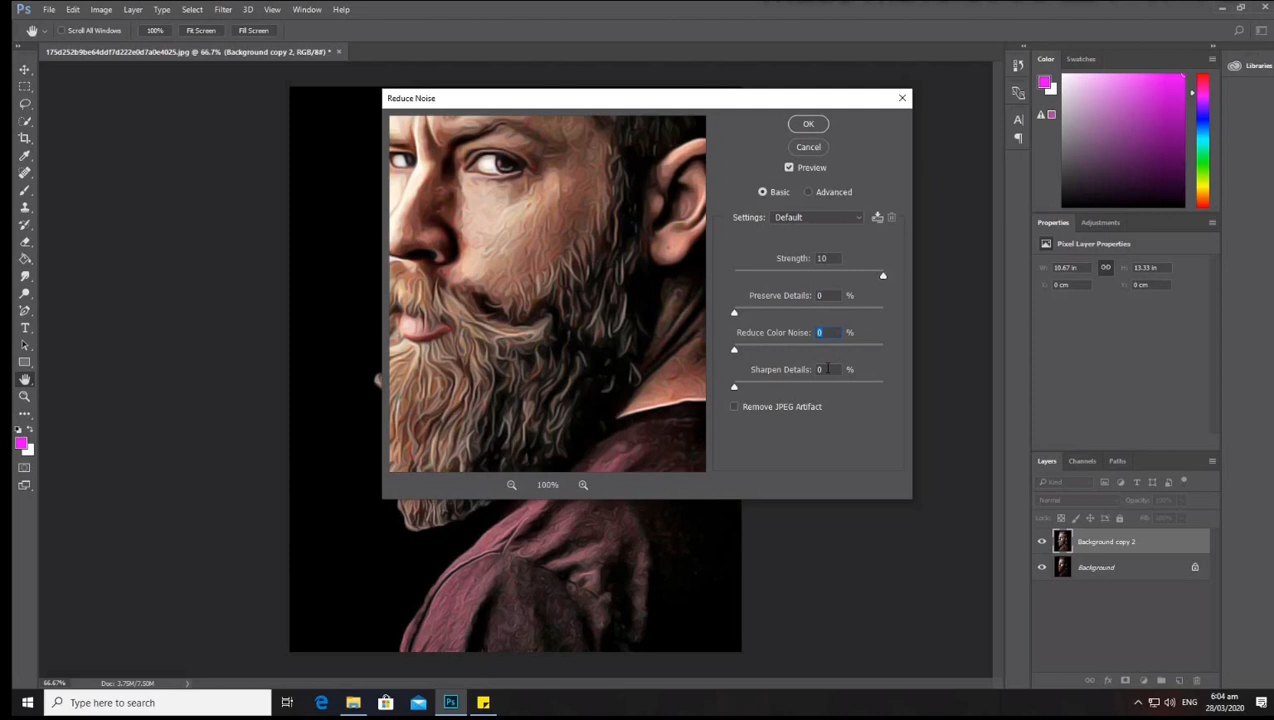 Ps File Edit Image Layer Type Select Filter 3D View Window Help
Scroll All Windows 100% Fit Screen Fill Screen
175d252b9be64ddf7d222e0d7a0e4025.jpg @ 66.7% (Background copy 2, RGB/8#) * ×
Color Swatches
Libraries
Reduce Noise
OK
Cancel
Preview
Basic Advanced
Settings: Default
Strength: 10
Preserve Details: 0 %
Reduce Color Noise: 0 %
Sharpen Details: 0 %
Remove JPEG Artifact
100%
Properties Adjustments
Pixel Layer Properties
W: 10.67 in H: 13.33 in
X: 0 cm Y: 0 cm
Layers Channels Paths
Kind
Normal Opacity: 100%
Lock: Fill: 100%
Background copy 2
Background
66.67% Doc: 3.75M/7.50M
Type here to search
ENG
6:04 am
28/03/2020